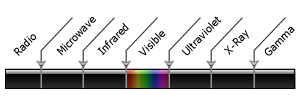 Radio
Microwave
Infrared
Visible
Ultraviolet
X-Ray
Gamma